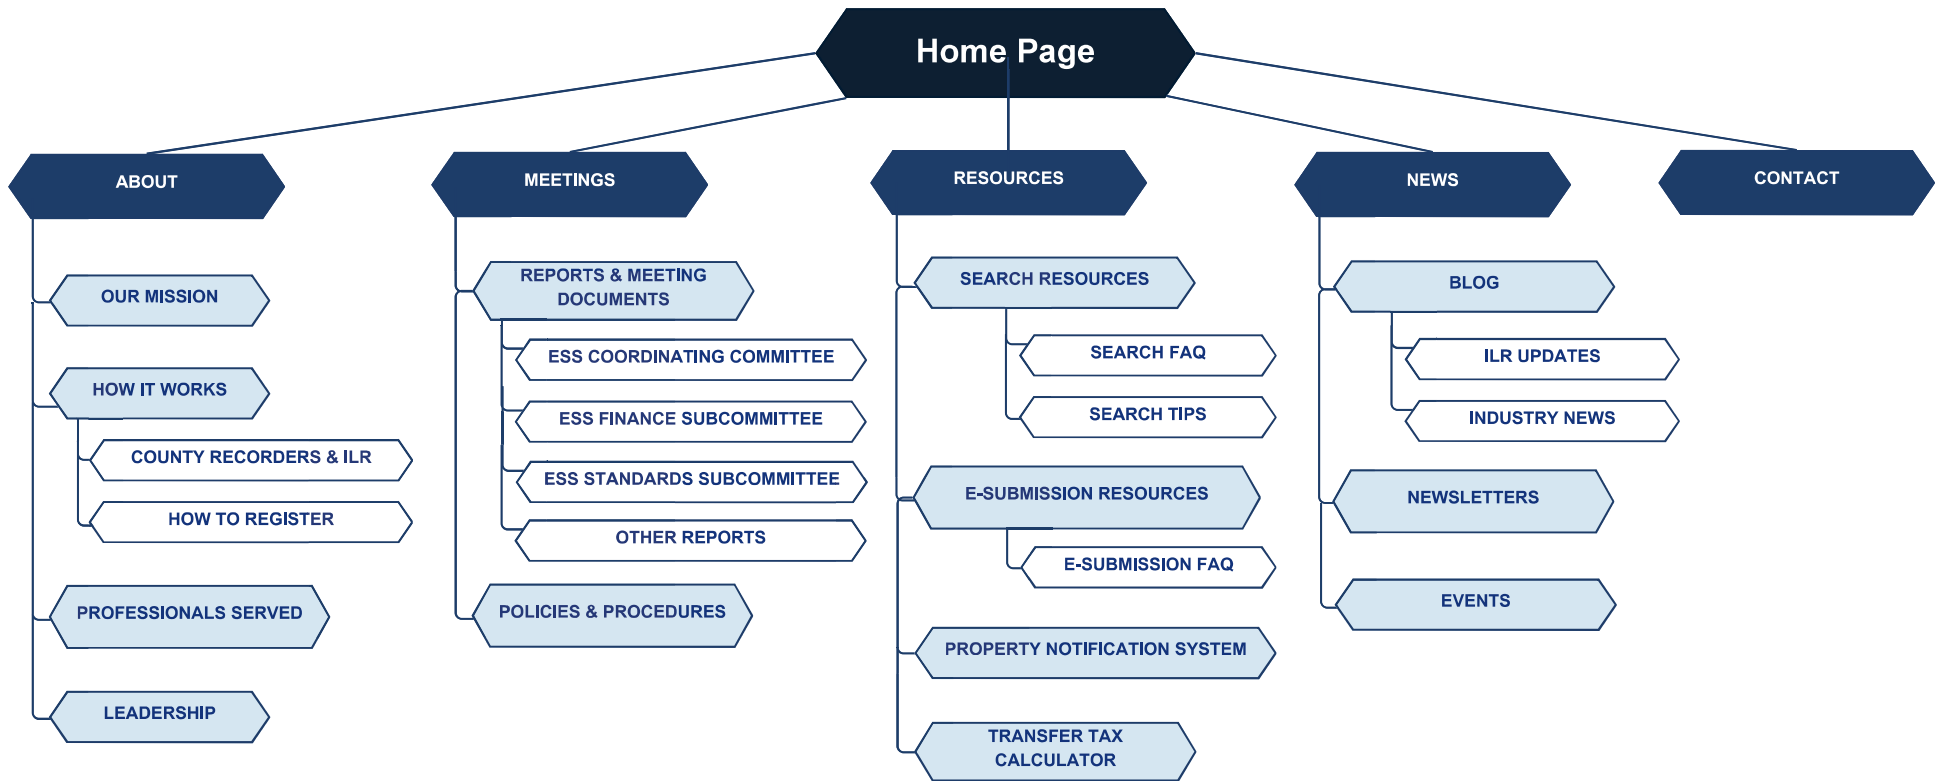 Home Page
ABOUT
OUR MISSION
HOW IT WORKS
COUNTY RECORDERS & ILR
HOW TO REGISTER
PROFESSIONALS SERVED
LEADERSHIP
MEETINGS
REPORTS & MEETING
DOCUMENTS
ESS COORDINATING COMMITTEE
ESS FINANCE SUBCOMMITTEE
ESS STANDARDS SUBCOMMITTEE
OTHER REPORTS
POLICIES & PROCEDURES
RESOURCES
SEARCH RESOURCES
SEARCH FAQ
SEARCH TIPS
E-SUBMISSION RESOURCES
E-SUBMISSION FAQ
PROPERTY NOTIFICATION SYSTEM
TRANSFER TAX
CALCULATOR
NEWS
BLOG
ILR UPDATES
INDUSTRY NEWS
NEWSLETTERS
EVENTS
CONTACT